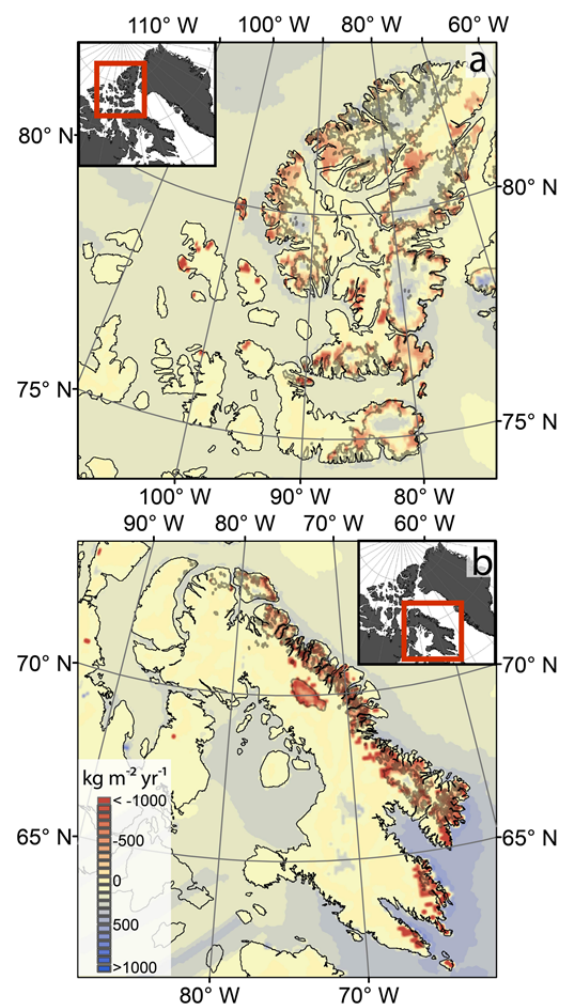 110° W 100° W 80° W 60° W
a
80° N
80° N
75° N
75° N
100° W 90° W 80° W
90° W 80° W 70° W 60° W
b
70° N
70° N
kg m⁻² yr⁻¹
< -1000
-500
0
500
>1000
65° N
65° N
80° W 70° W